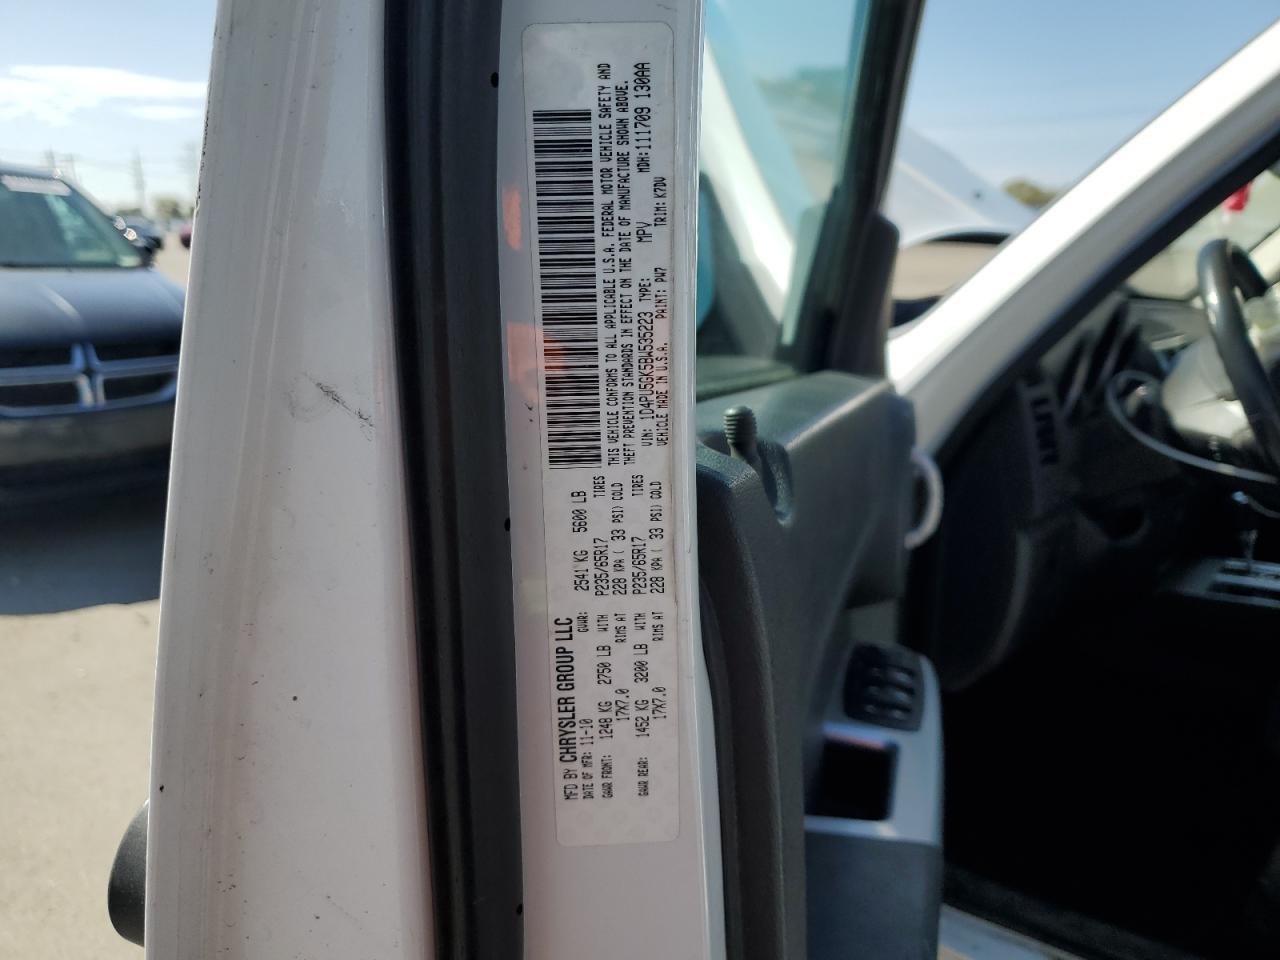 MFD BY CHRYSLER GROUP LLC
DATE OF MFR: 11-10 GVWR: 2541 KG 5600 LB
GAWR FRONT: 1248 KG 2750 LB WITH P235/65R17 TIRES
17X7.0 RIMS AT 228 KPA ( 33 PSI) COLD
GAWR REAR: 1452 KG 3200 LB WITH P235/65R17 TIRES
17X7.0 RIMS AT 228 KPA ( 33 PSI) COLD
THIS VEHICLE CONFORMS TO ALL APPLICABLE U.S.A. FEDERAL MOTOR VEHICLE SAFETY AND
THEFT PREVENTION STANDARDS IN EFFECT ON THE DATE OF MANUFACTURE SHOWN ABOVE.
VIN: 1D4PU5GK5BW535223 TYPE: MPV MDH:111709 130AA
VEHICLE MADE IN U.S.A. PAINT: PW7 TRIM: K7DV